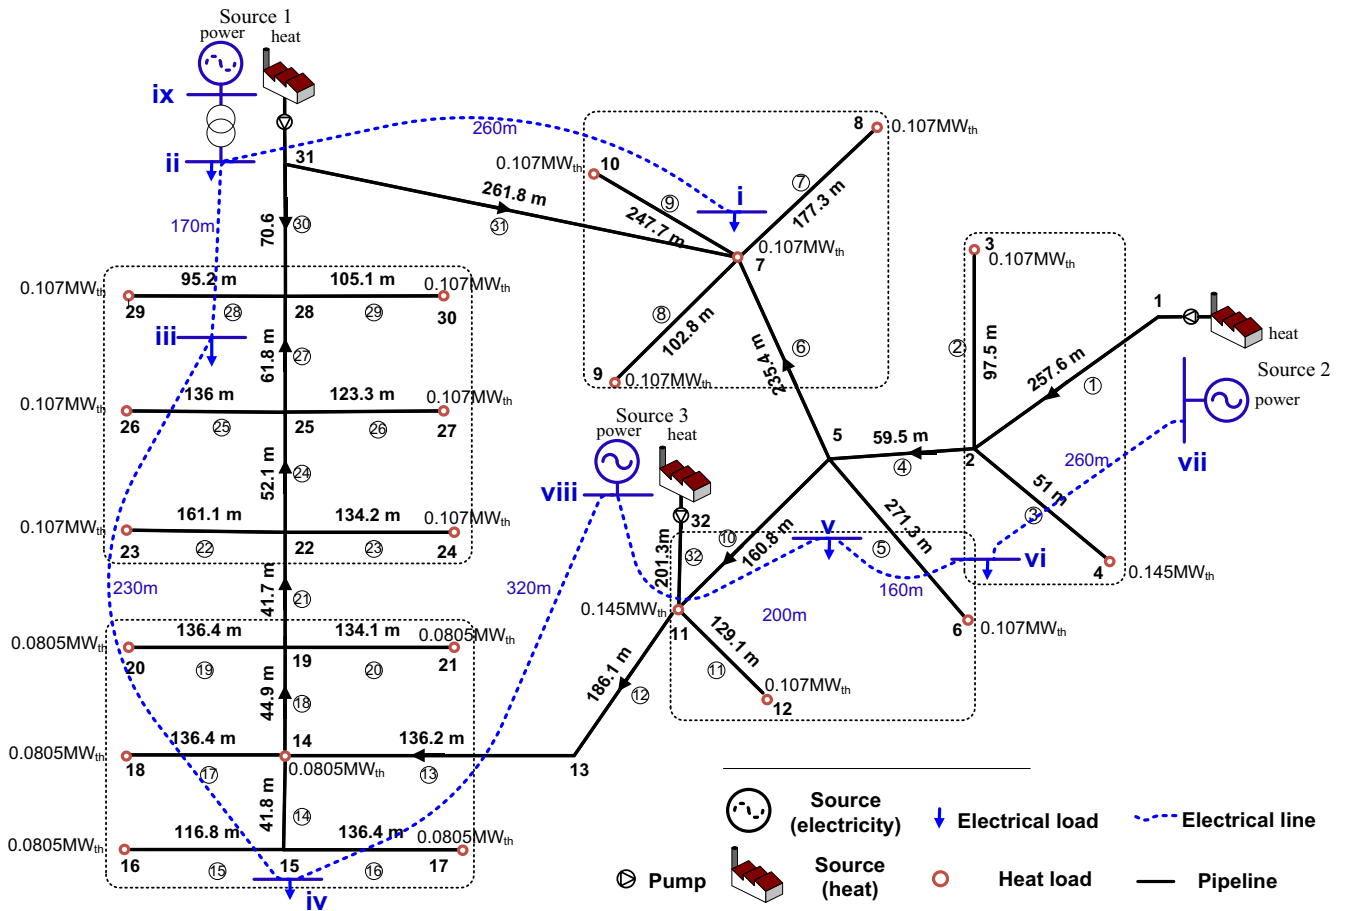 Source 1
power
heat
ix
ii
31
260m
170m
70.6
30
261.8 m
31
0.107MWth
10
9
247.7 m
i
8
0.107MWth
7
177.3 m
0.107MWth
7
8
102.8 m
9
0.107MWth
6
235.4 m
3
0.107MWth
2
97.5 m
1
257.6 m
1
heat
Source 2
power
vii
260m
0.107MWth
95.2 m
105.1 m
0.107MWth
29
28
28
29
30
iii
61.8 m
27
0.107MWth
136 m
123.3 m
0.107MWth
26
25
25
26
27
52.1 m
24
0.107MWth
161.1 m
134.2 m
0.107MWth
23
22
22
23
24
230m
41.7 m
21
0.0805MWth
136.4 m
134.1 m
0.0805MWth
20
19
19
20
21
44.9 m
18
0.0805MWth
136.4 m
14
136.2 m
18
17
0.0805MWth
13
13
41.8 m
14
0.0805MWth
116.8 m
136.4 m
0.0805MWth
16
15
15
16
17
iv
320m
Source 3
power
heat
viii
32
201.3m
32
10
160.8 m
5
59.5 m
4
2
51 m
3
4
0.145MWth
271.3 m
5
v
vi
160m
200m
6
0.107MWth
0.145MWth
11
129.1 m
11
0.107MWth
12
186.1 m
12
Source
(electricity)
Electrical load
Electrical line
Pump
Source
(heat)
Heat load
Pipeline